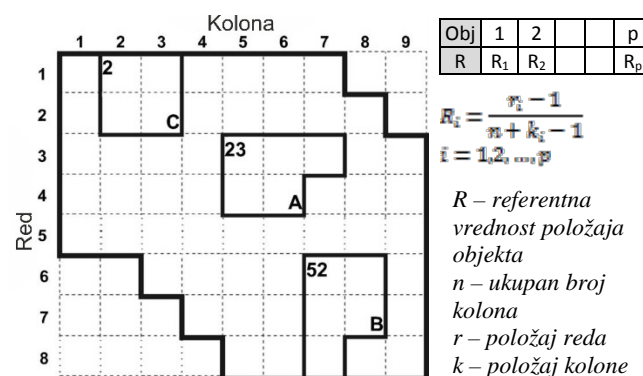 Kolona
1 2 3 4 5 6 7 8 9
Red
1
2
3
4
5
6
7
8
2
C
23
A
52
B
Obj 1 2 p
R R₁ R₂ Rₚ
Rᵢ = (rᵢ − 1) / (n + kᵢ − 1)
i = 1,2, ..., p
R – referentna
vrednost položaja
objekta
n – ukupan broj
kolona
r – položaj reda
k – položaj kolone